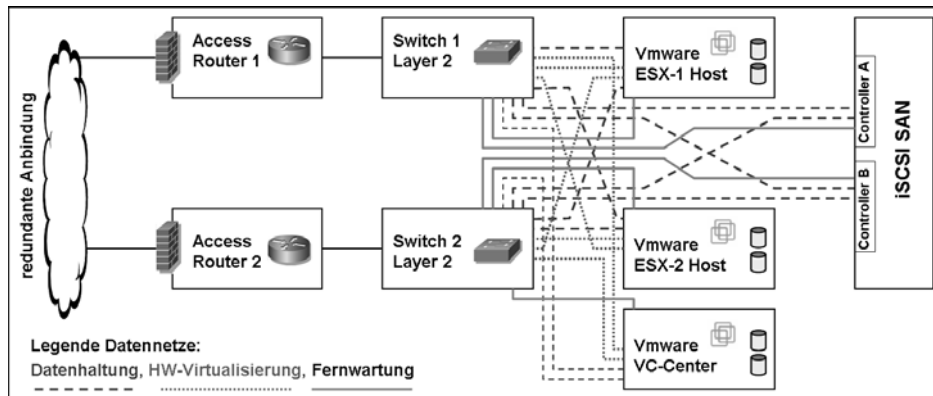 redundante Anbindung
Access
Router 1
Switch 1
Layer 2
Vmware
ESX-1 Host
Controller A
Controller B
iSCSI SAN
Access
Router 2
Switch 2
Layer 2
Vmware
ESX-2 Host
Vmware
VC-Center
Legende Datennetze:
Datenhaltung, HW-Virtualisierung, Fernwartung